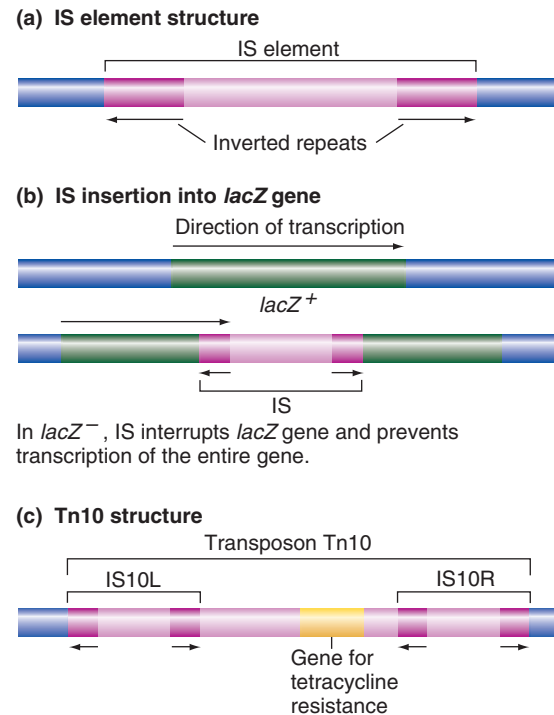 (a) IS element structure
IS element
Inverted repeats
(b) IS insertion into lacZ gene
Direction of transcription
lacZ⁺
IS
In lacZ⁻, IS interrupts lacZ gene and prevents
transcription of the entire gene.
(c) Tn10 structure
Transposon Tn10
IS10L
IS10R
Gene for
tetracycline
resistance